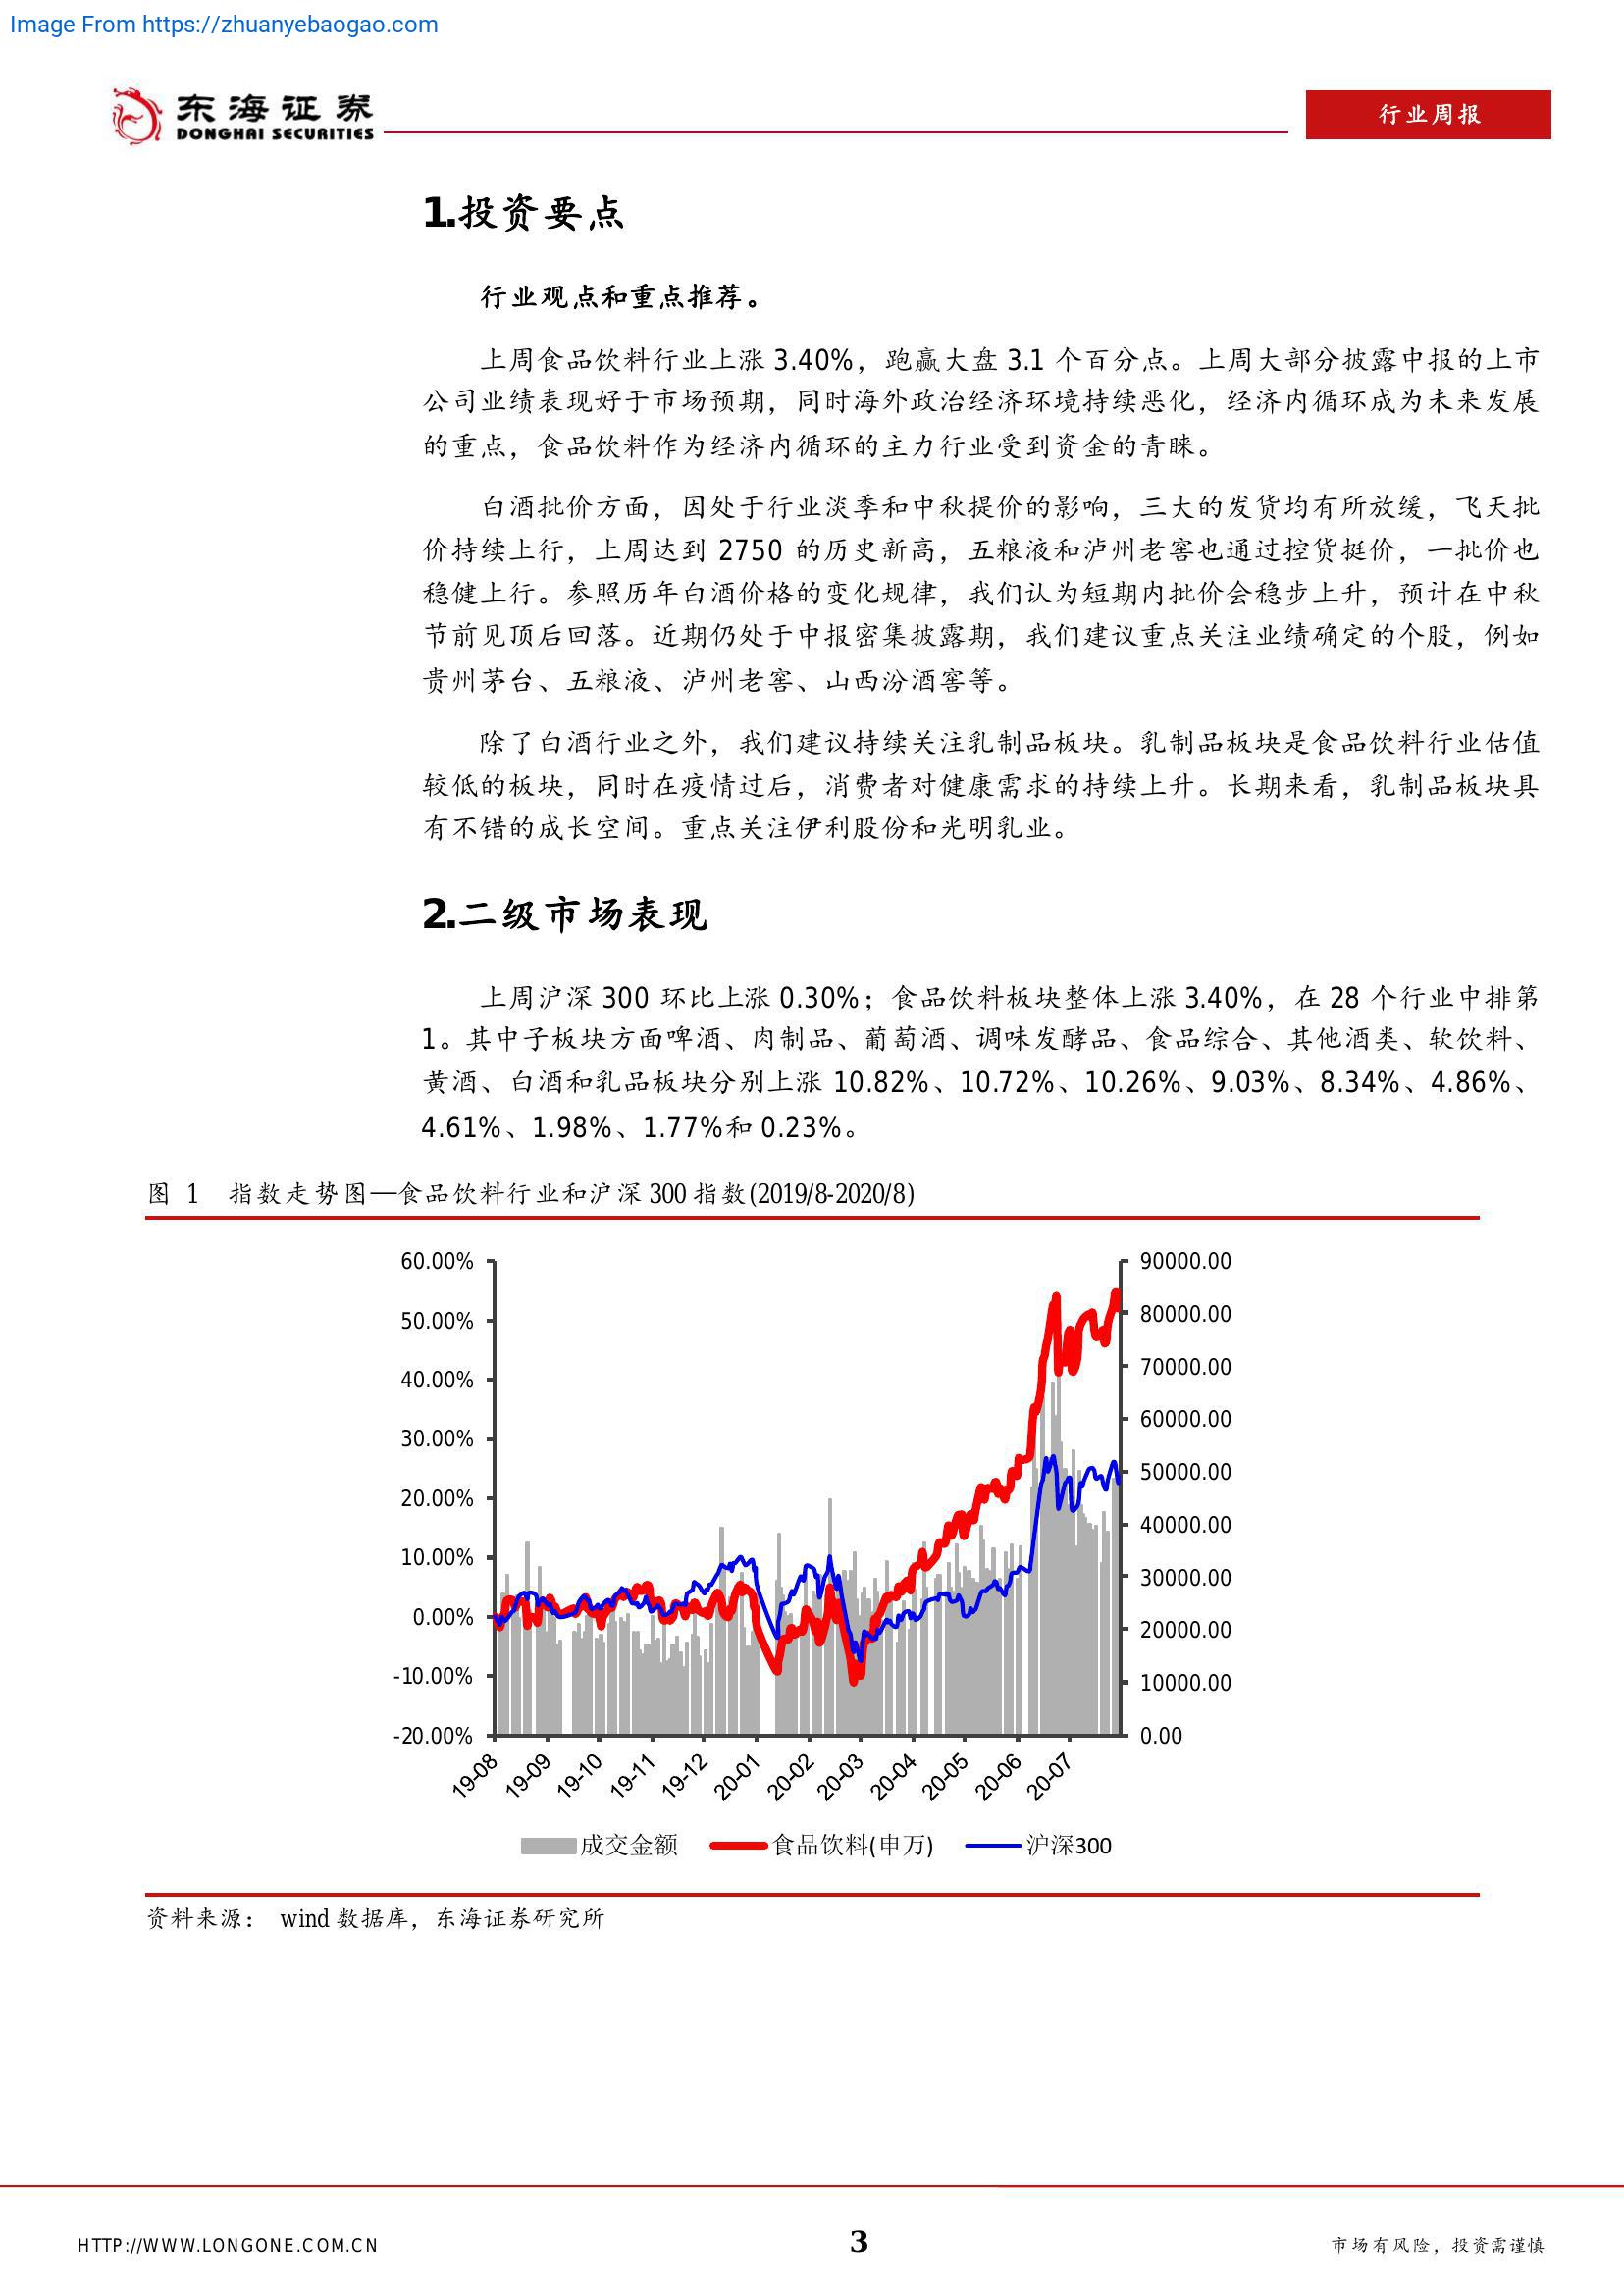 Image From https://zhuanyebaogao.com
东海证券
DONGHAI SECURITIES
行业周报
1.投资要点
行业观点和重点推荐。
上周食品饮料行业上涨 3.40%，跑赢大盘 3.1 个百分点。上周大部分披露中报的上市
公司业绩表现好于市场预期，同时海外政治经济环境持续恶化，经济内循环成为未来发展
的重点，食品饮料作为经济内循环的主力行业受到资金的青睐。
白酒批价方面，因处于行业淡季和中秋提价的影响，三大的发货均有所放缓，飞天批
价持续上行，上周达到 2750 的历史新高，五粮液和泸州老窖也通过控货挺价，一批价也
稳健上行。参照历年白酒价格的变化规律，我们认为短期内批价会稳步上升，预计在中秋
节前见顶后回落。近期仍处于中报密集披露期，我们建议重点关注业绩确定的个股，例如
贵州茅台、五粮液、泸州老窖、山西汾酒窖等。
除了白酒行业之外，我们建议持续关注乳制品板块。乳制品板块是食品饮料行业估值
较低的板块，同时在疫情过后，消费者对健康需求的持续上升。长期来看，乳制品板块具
有不错的成长空间。重点关注伊利股份和光明乳业。
2.二级市场表现
上周沪深 300 环比上涨 0.30%；食品饮料板块整体上涨 3.40%，在 28 个行业中排第
1。其中子板块方面啤酒、肉制品、葡萄酒、调味发酵品、食品综合、其他酒类、软饮料、
黄酒、白酒和乳品板块分别上涨 10.82%、10.72%、10.26%、9.03%、8.34%、4.86%、
4.61%、1.98%、1.77%和 0.23%。
图 1 指数走势图—食品饮料行业和沪深 300 指数(2019/8-2020/8)
60.00%
50.00%
40.00%
30.00%
20.00%
10.00%
0.00%
-10.00%
-20.00%
90000.00
80000.00
70000.00
60000.00
50000.00
40000.00
30000.00
20000.00
10000.00
0.00
19-08 19-09 19-10 19-11 19-12 20-01 20-02 20-03 20-04 20-05 20-06 20-07
成交金额 食品饮料(申万) 沪深300
资料来源： wind 数据库，东海证券研究所
HTTP://WWW.LONGONE.COM.CN
3
市场有风险，投资需谨慎